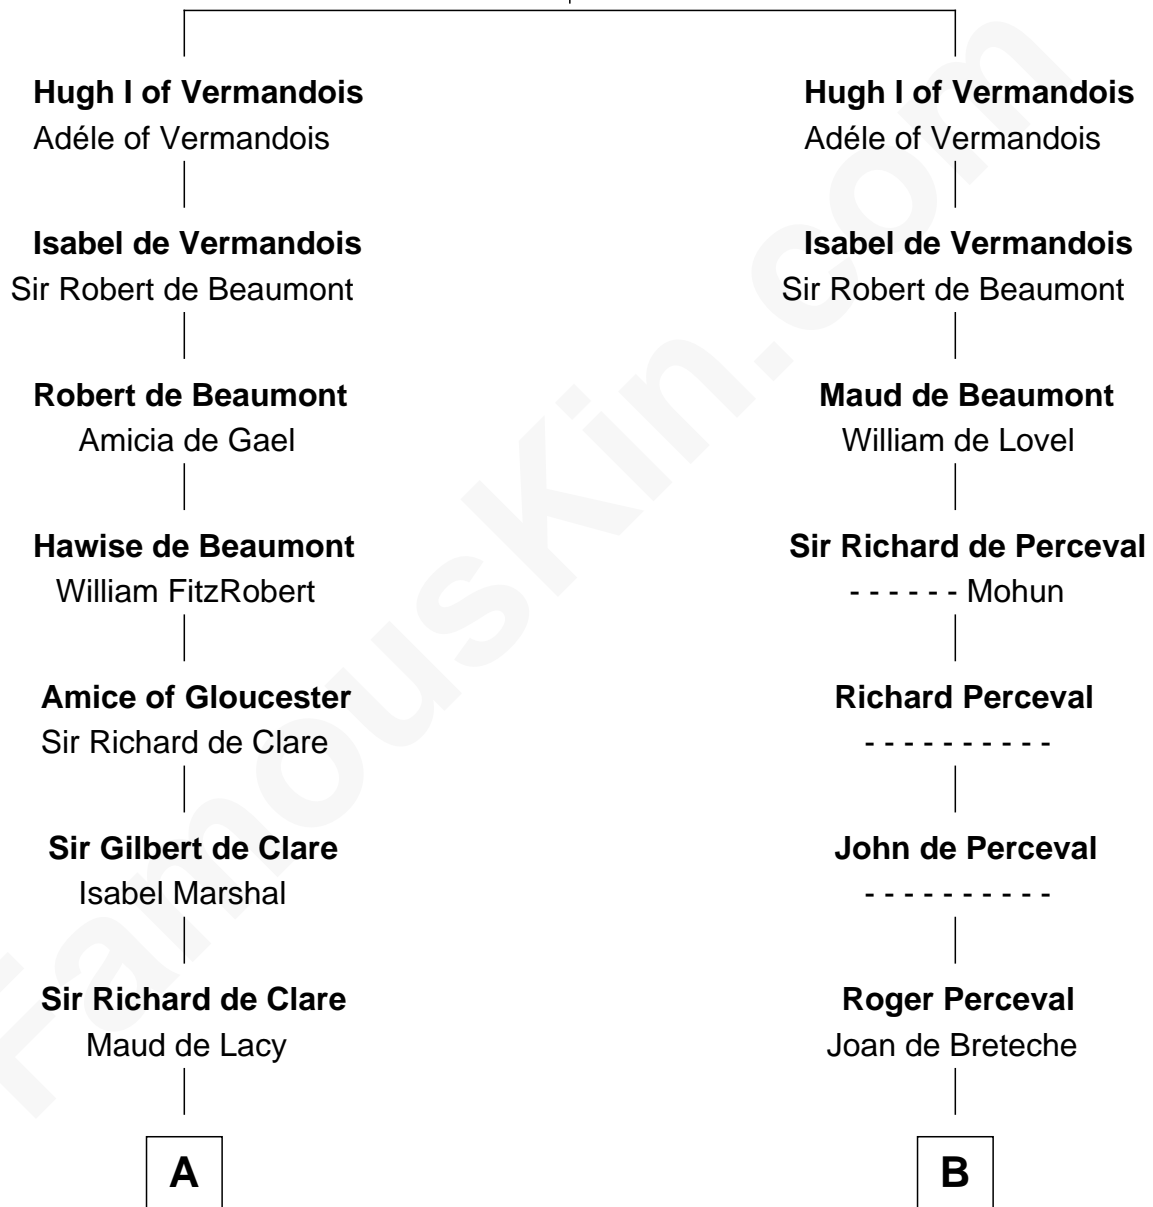 Hugh I of Vermandois
Adéle of Vermandois
Isabel de Vermandois
Sir Robert de Beaumont
Robert de Beaumont
Amicia de Gael
Hawise de Beaumont
William FitzRobert
Amice of Gloucester
Sir Richard de Clare
Sir Gilbert de Clare
Isabel Marshal
Sir Richard de Clare
Maud de Lacy
A
Hugh I of Vermandois
Adéle of Vermandois
Isabel de Vermandois
Sir Robert de Beaumont
Maud de Beaumont
William de Lovel
Sir Richard de Perceval
- - - - - - Mohun
Richard Perceval
- - - - - - - - - -
John de Perceval
- - - - - - - - - -
Roger Perceval
Joan de Breteche
B
FamousKin.com